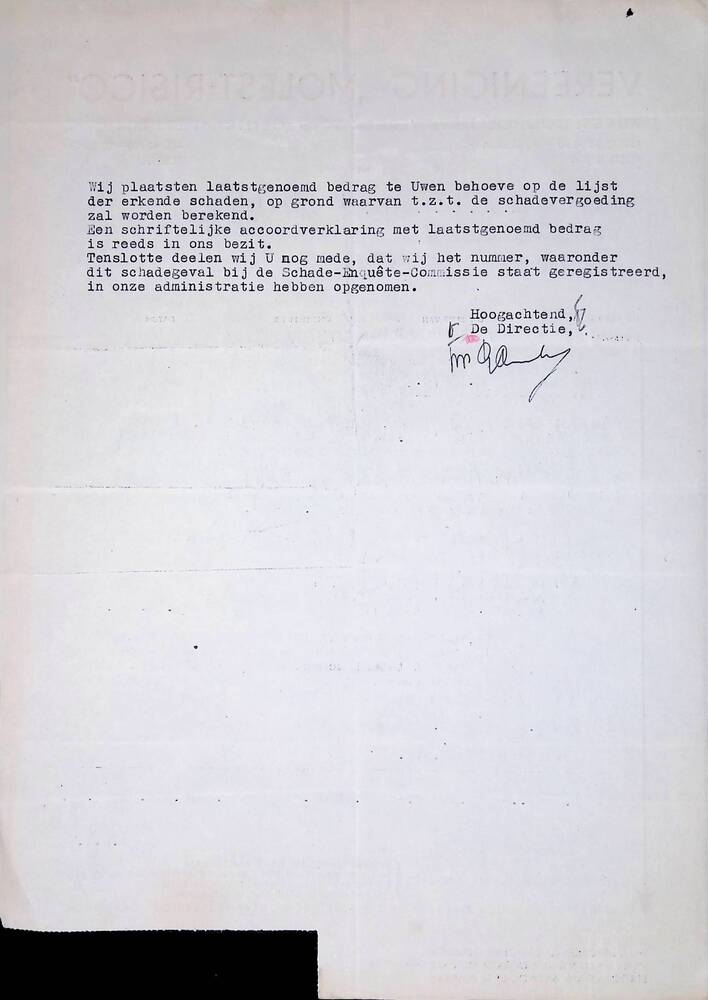 Wij plaatsten laatstgenoemd bedrag te Uwen behoeve op de lijst
der erkende schaden, op grond waarvan t.z.t. de schadevergoeding
zal worden berekend.
Een schriftelijke accoordverklaring met laatstgenoemd bedrag
is reeds in ons bezit.
Tenslotte deelen wij U nog mede, dat wij het nummer, waaronder
dit schadegeval bij de Schade-Enquête-Commissie staat geregistreerd,
in onze administratie hebben opgenomen.
Hoogachtend,
De Directie,